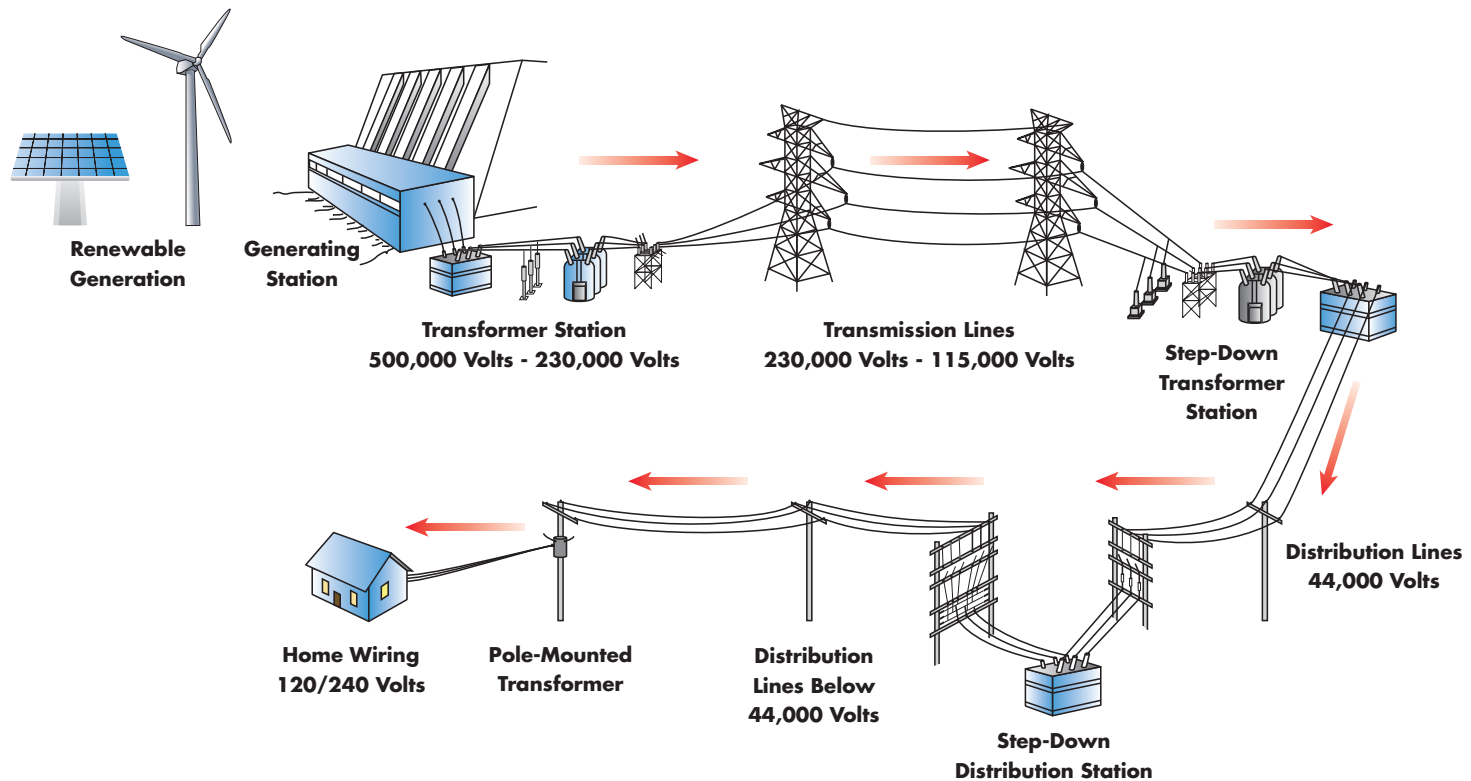 Renewable
Generation
Generating
Station
Transformer Station
500,000 Volts - 230,000 Volts
Transmission Lines
230,000 Volts - 115,000 Volts
Step-Down
Transformer
Station
Distribution Lines
44,000 Volts
Step-Down
Distribution Station
Distribution
Lines Below
44,000 Volts
Pole-Mounted
Transformer
Home Wiring
120/240 Volts